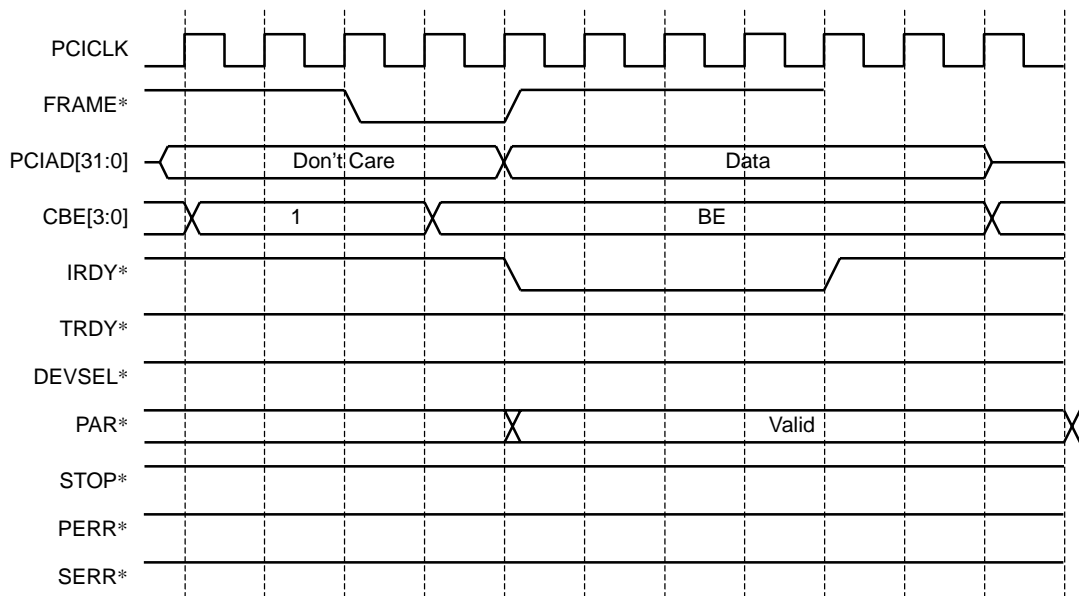 PCICLK
FRAME*
PCIAD[31:0] Don't Care Data
CBE[3:0] 1 BE
IRDY*
TRDY*
DEVSEL*
PAR* Valid
STOP*
PERR*
SERR*